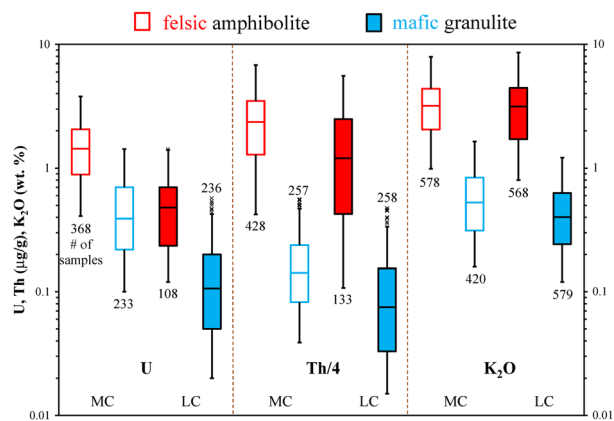 felsic amphibolite mafic granulite
U, Th (μg/g), K2O (wt. %)
10 10
1 1
0.1 0.1
0.01 0.01
368
# of
samples
233
108
236
428
257
133
258
578
420
568
579
U Th/4 K₂O
MC LC MC LC MC LC